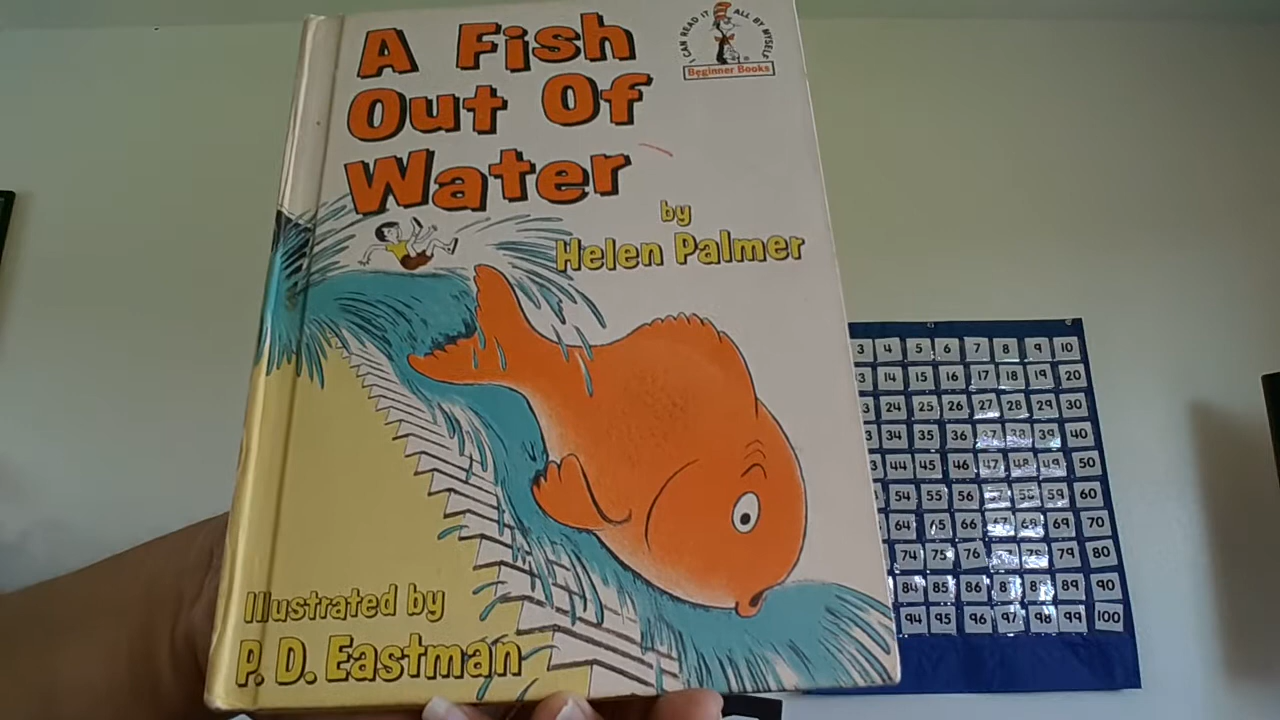 A Fish
Out Of
Water
I CAN READ IT ALL BY MYSELF
Beginner Books
by
Helen Palmer
Illustrated by
P. D. Eastman
3 4 5 6 7 8 9 10
3 14 15 16 17 18 19 20
3 24 25 26 27 28 29 30
3 34 35 36 37 38 39 40
3 44 45 46 47 48 49 50
54 55 56 57 58 59 60
64 65 66 67 68 69 70
74 75 76 78 79 80
84 85 86 87 88 89 90
94 95 96 97 98 99 100